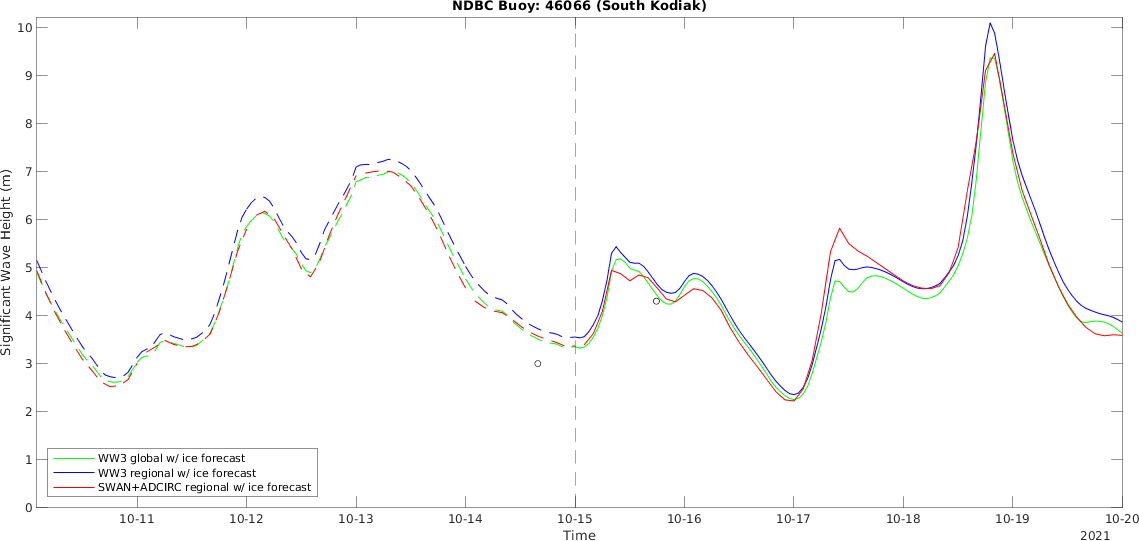 NDBC Buoy: 46066 (South Kodiak)
Significant Wave Height (m)
10
9
8
7
6
5
4
3
2
1
0
WW3 global w/ ice forecast
WW3 regional w/ ice forecast
SWAN+ADCIRC regional w/ ice forecast
10-11 10-12 10-13 10-14 10-15 10-16 10-17 10-18 10-19 10-20
Time
2021